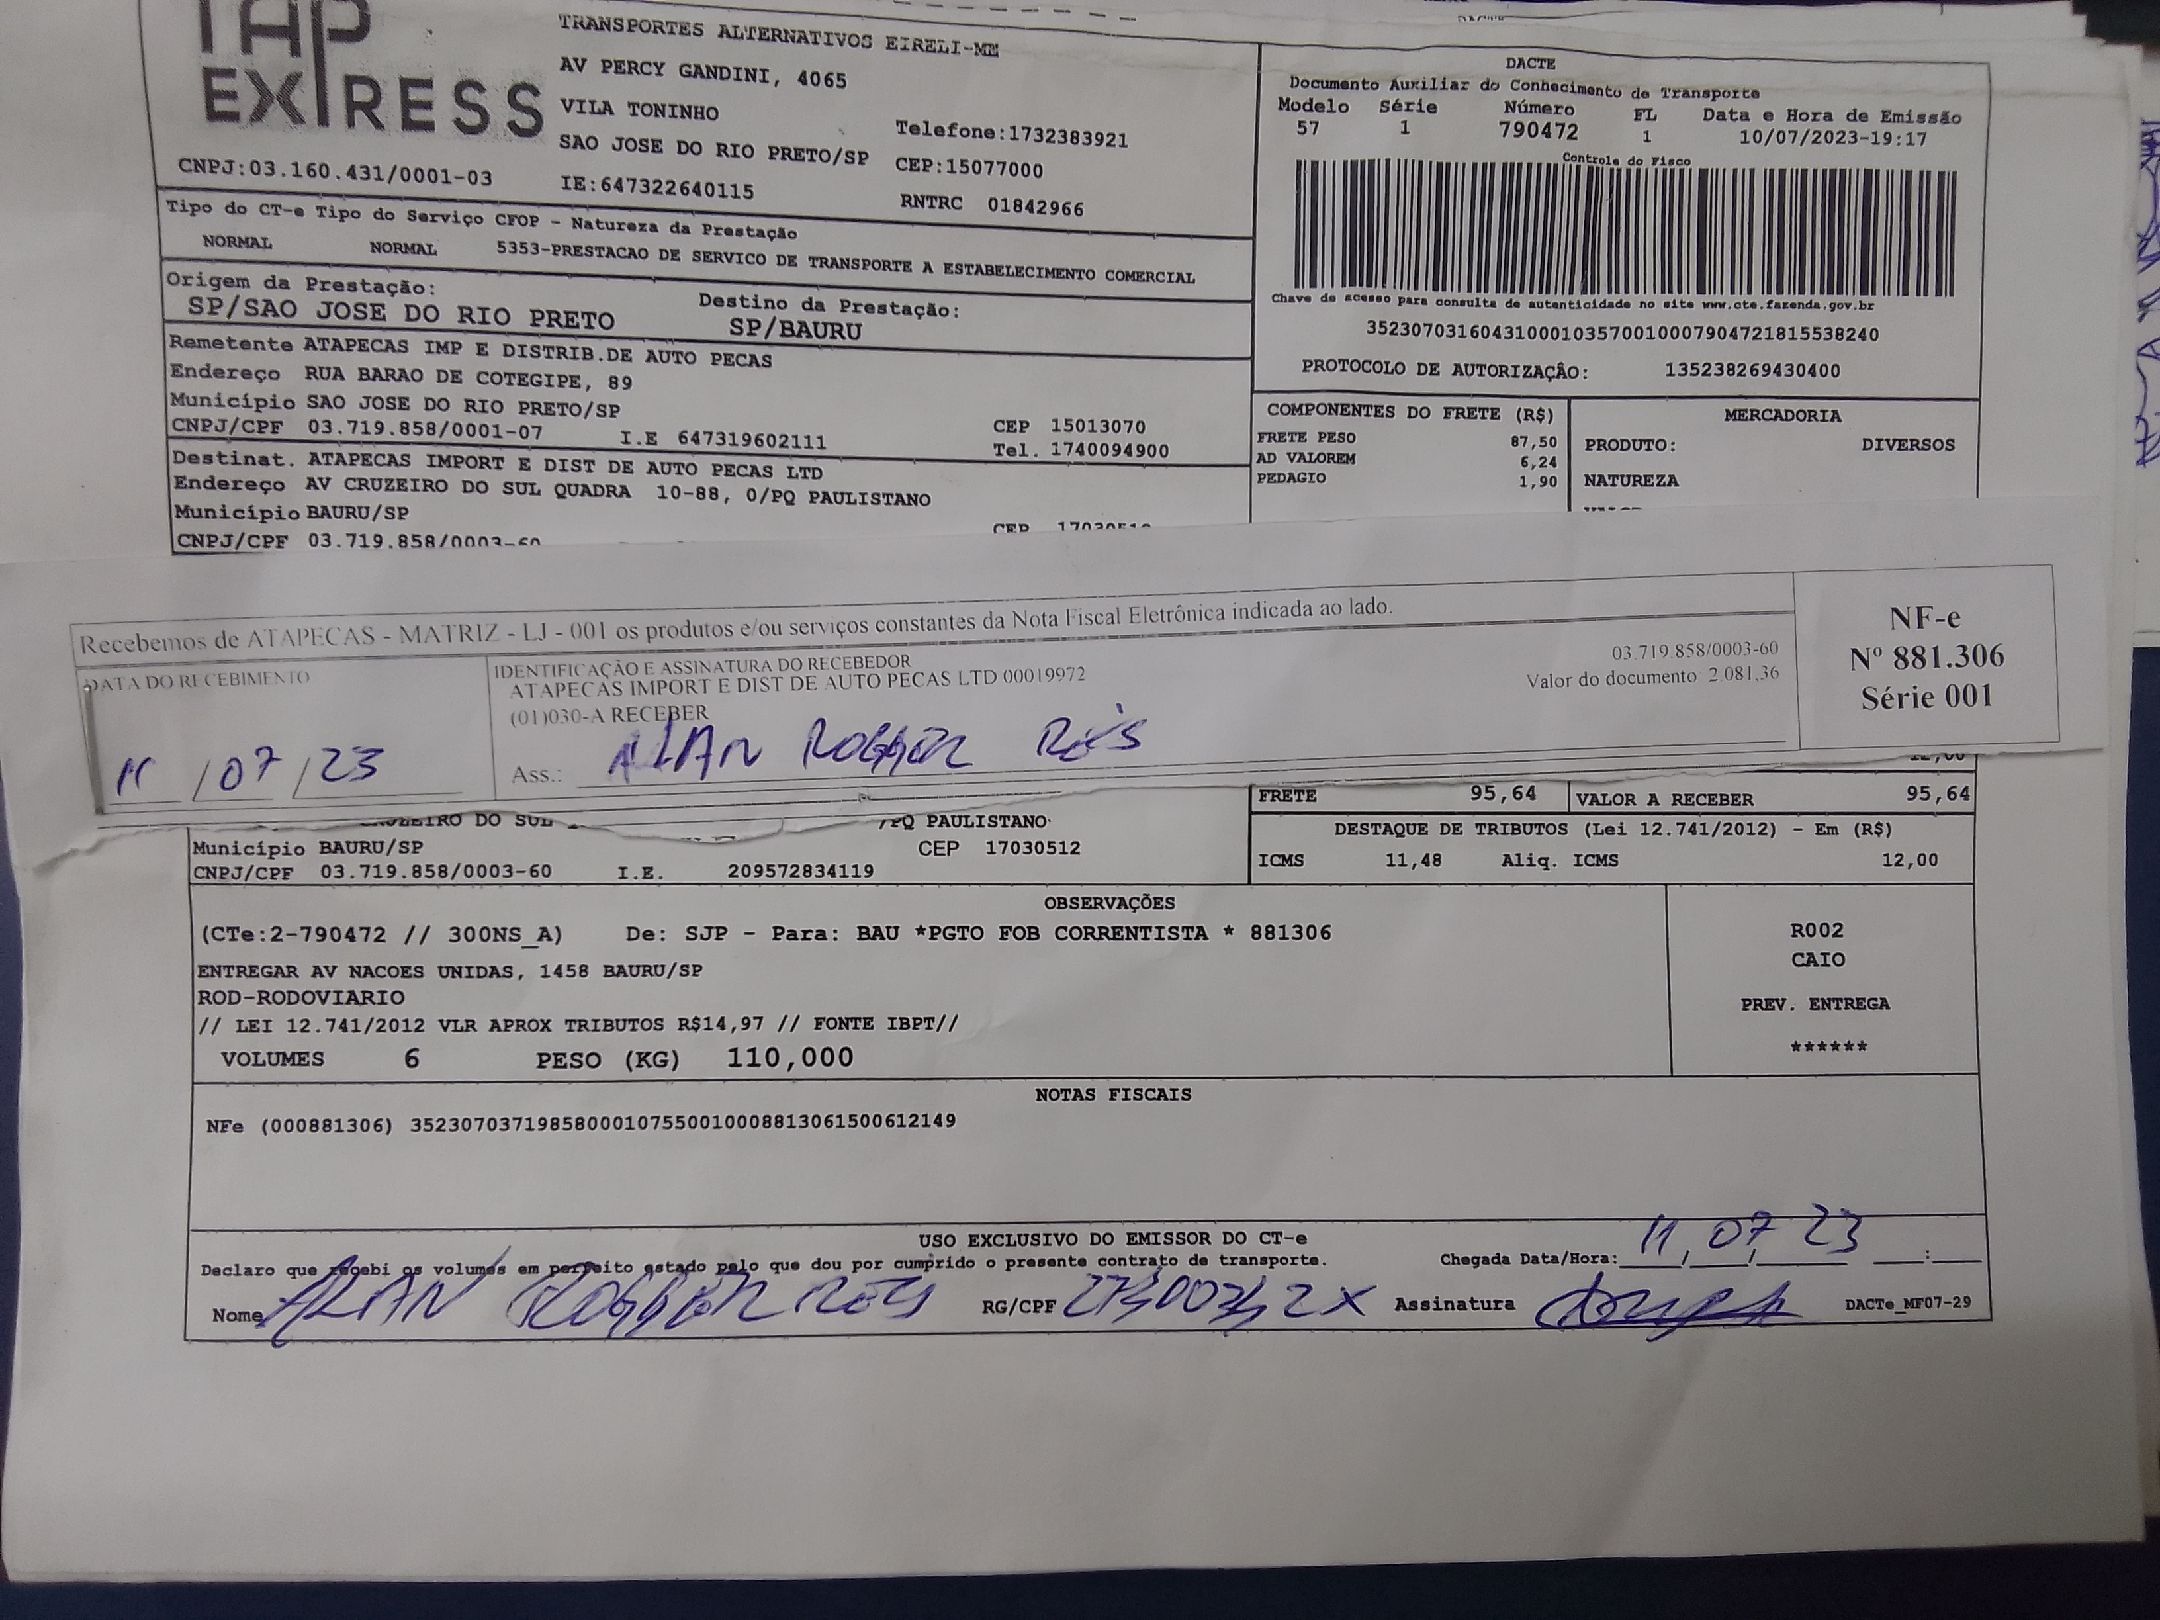 TAP
EXPRESS
TRANSPORTES ALTERNATIVOS EIRELI-ME
AV PERCY GANDINI, 4065
VILA TONINHO
SAO JOSE DO RIO PRETO/SP
Telefone:1732383921
CEP:15077000
CNPJ:03.160.431/0001-03
IE:647322640115
RNTRC 01842966
DACTE
Documento Auxiliar do Conhecimento de Transporte
Modelo Série Número FL Data e Hora de Emissão
57 1 790472 1 10/07/2023-19:17
Controle do Fisco
Chave de acesso para consulta de autenticidade no site www.cte.fazenda.gov.br
35230703160431000103570010007904721815538240
PROTOCOLO DE AUTORIZAÇÃO: 135238269430400
Tipo do CT-e Tipo do Serviço CFOP - Natureza da Prestação
NORMAL NORMAL 5353-PRESTACAO DE SERVICO DE TRANSPORTE A ESTABELECIMENTO COMERCIAL
Origem da Prestação: Destino da Prestação:
SP/SAO JOSE DO RIO PRETO SP/BAURU
Remetente ATAPECAS IMP E DISTRIB.DE AUTO PECAS
Endereço RUA BARAO DE COTEGIPE, 89
Município SAO JOSE DO RIO PRETO/SP CEP 15013070
CNPJ/CPF 03.719.858/0001-07 I.E 647319602111 Tel. 1740094900
Destinat. ATAPECAS IMPORT E DIST DE AUTO PECAS LTD
Endereço AV CRUZEIRO DO SUL QUADRA 10-88, 0/PQ PAULISTANO
Município BAURU/SP CEP
CNPJ/CPF 03.719.858/0003-60
COMPONENTES DO FRETE (R$)
FRETE PESO 87,50
AD VALOREM 6,24
PEDAGIO 1,90
MERCADORIA
PRODUTO: DIVERSOS
NATUREZA
Recebemos de ATAPECAS - MATRIZ - LJ - 001 os produtos e/ou serviços constantes da Nota Fiscal Eletrônica indicada ao lado.
DATA DO RECEBIMENTO
11/07/23
IDENTIFICAÇÃO E ASSINATURA DO RECEBEDOR
ATAPECAS IMPORT E DIST DE AUTO PECAS LTD 00019972
(01)030-A RECEBER
03.719.858/0003-60
Valor do documento 2.081,36
Ass.: ALAN ROGGER REIS
NF-e
Nº 881.306
Série 001
FRETE 95,64 VALOR A RECEBER 95,64
DO SUL /PQ PAULISTANO
Município BAURU/SP CEP 17030512
CNPJ/CPF 03.719.858/0003-60 I.E. 209572834119
DESTAQUE DE TRIBUTOS (Lei 12.741/2012) - Em (R$)
ICMS 11,48 Aliq. ICMS 12,00
OBSERVAÇÕES
(CTe:2-790472 // 300NS_A) De: SJP - Para: BAU *PGTO FOB CORRENTISTA * 881306
ENTREGAR AV NACOES UNIDAS, 1458 BAURU/SP
ROD-RODOVIARIO
// LEI 12.741/2012 VLR APROX TRIBUTOS R$14,97 // FONTE IBPT//
VOLUMES 6 PESO (KG) 110,000
R002
CAIO
PREV. ENTREGA
******
NOTAS FISCAIS
NFe (000881306) 35230703719858000107550010008813061500612149
USO EXCLUSIVO DO EMISSOR DO CT-e
Declaro que recebi os volumes em perfeito estado pelo que dou por cumprido o presente contrato de transporte.
Chegada Data/Hora: 11/07/23 :
Nome ALAN ROGGER REIS RG/CPF Assinatura DACTe_MF07-29